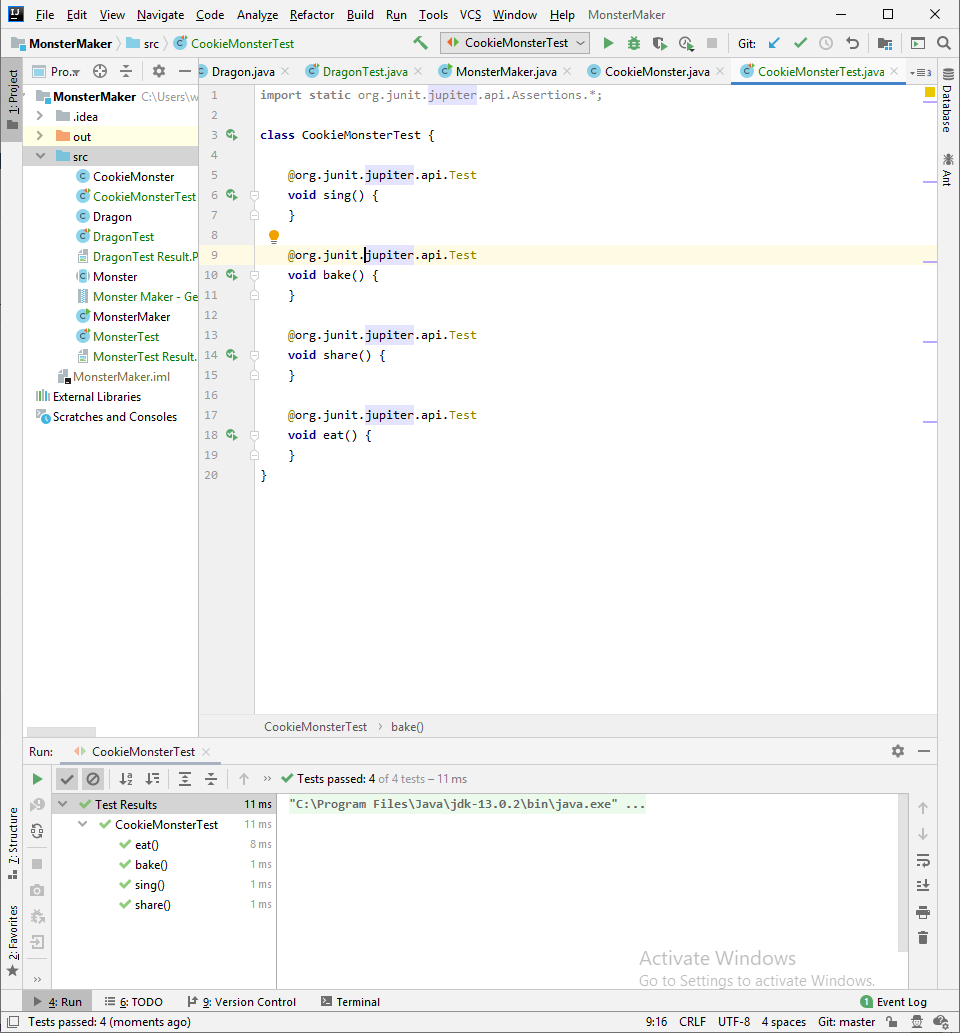 File Edit View Navigate Code Analyze Refactor Build Run Tools VCS Window Help MonsterMaker
MonsterMaker src CookieMonsterTest CookieMonsterTest Git:
Pro... Dragon.java DragonTest.java MonsterMaker.java CookieMonster.java CookieMonsterTest.java 3
1: Project
MonsterMaker C:\Users\w
.idea
out
src
CookieMonster
CookieMonsterTest
Dragon
DragonTest
DragonTest Result.P
Monster
Monster Maker - Ge
MonsterMaker
MonsterTest
MonsterTest Result.
MonsterMaker.iml
External Libraries
Scratches and Consoles
1 import static org.junit.jupiter.api.Assertions.*;
2
3 class CookieMonsterTest {
4
5 @org.junit.jupiter.api.Test
6 void sing() {
7 }
8
9 @org.junit.jupiter.api.Test
10 void bake() {
11 }
12
13 @org.junit.jupiter.api.Test
14 void share() {
15 }
16
17 @org.junit.jupiter.api.Test
18 void eat() {
19 }
20 }
Database
Ant
CookieMonsterTest › bake()
Run: CookieMonsterTest
Tests passed: 4 of 4 tests – 11 ms
Test Results 11 ms
CookieMonsterTest 11 ms
eat() 8 ms
bake() 1 ms
sing() 1 ms
share() 1 ms
"C:\Program Files\Java\jdk-13.0.2\bin\java.exe" ...
7: Structure
2: Favorites
Activate Windows
Go to Settings to activate Windows.
4: Run 6: TODO 9: Version Control Terminal 1 Event Log
Tests passed: 4 (moments ago) 9:16 CRLF UTF-8 4 spaces Git: master